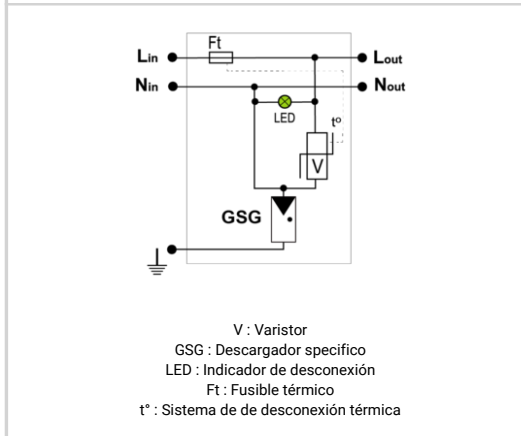 Ft
Lin Lout
Nin Nout
LED
t°
V
GSG
V : Varistor
GSG : Descargador specifico
LED : Indicador de desconexión
Ft : Fusible térmico
t° : Sistema de de desconexión térmica